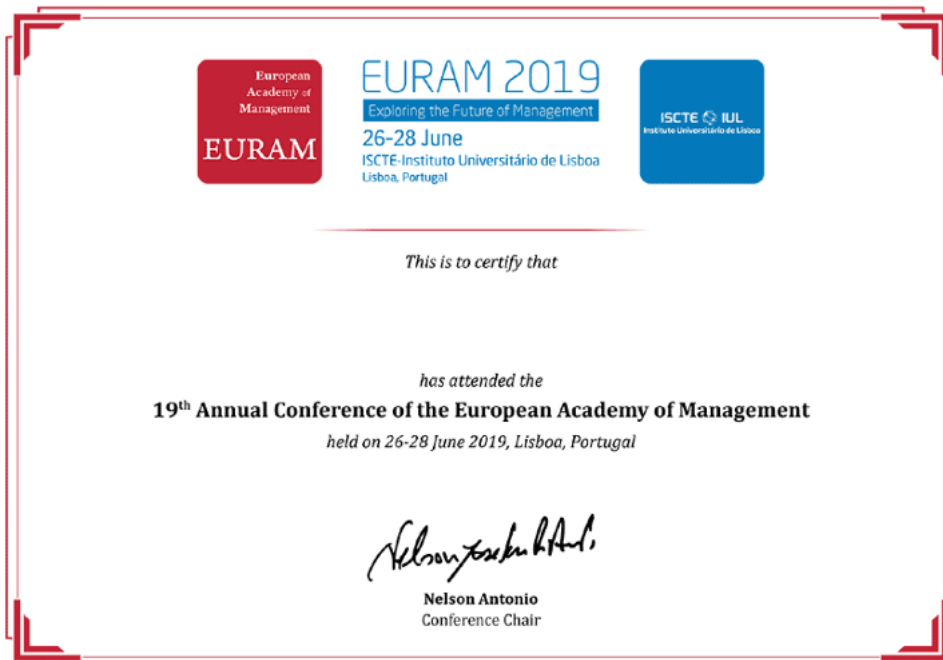 European
Academy of
Management
EURAM
EURAM 2019
Exploring the Future of Management
26-28 June
ISCTE-Instituto Universitário de Lisboa
Lisboa, Portugal
ISCTE IUL
Instituto Universitário de Lisboa
This is to certify that
has attended the
19th Annual Conference of the European Academy of Management
held on 26-28 June 2019, Lisboa, Portugal
Nelson
Nelson Antonio
Conference Chair